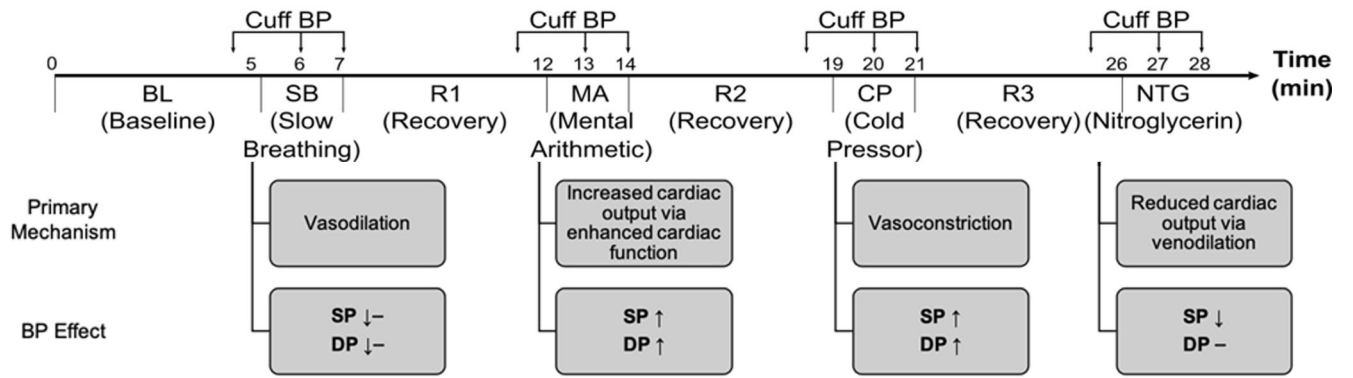 Cuff BP Cuff BP Cuff BP Cuff BP
0 5 6 7 12 13 14 19 20 21 26 27 28 Time
(min)
BL SB R1 MA R2 CP R3 NTG
(Baseline) (Slow (Recovery) (Mental (Recovery) (Cold (Recovery) (Nitroglycerin)
Breathing) Arithmetic) Pressor)
Primary
Mechanism
Vasodilation
Increased cardiac
output via
enhanced cardiac
function
Vasoconstriction
Reduced cardiac
output via
venodilation
BP Effect
SP ↓–
DP ↓–
SP ↑
DP ↑
SP ↑
DP ↑
SP ↓
DP –